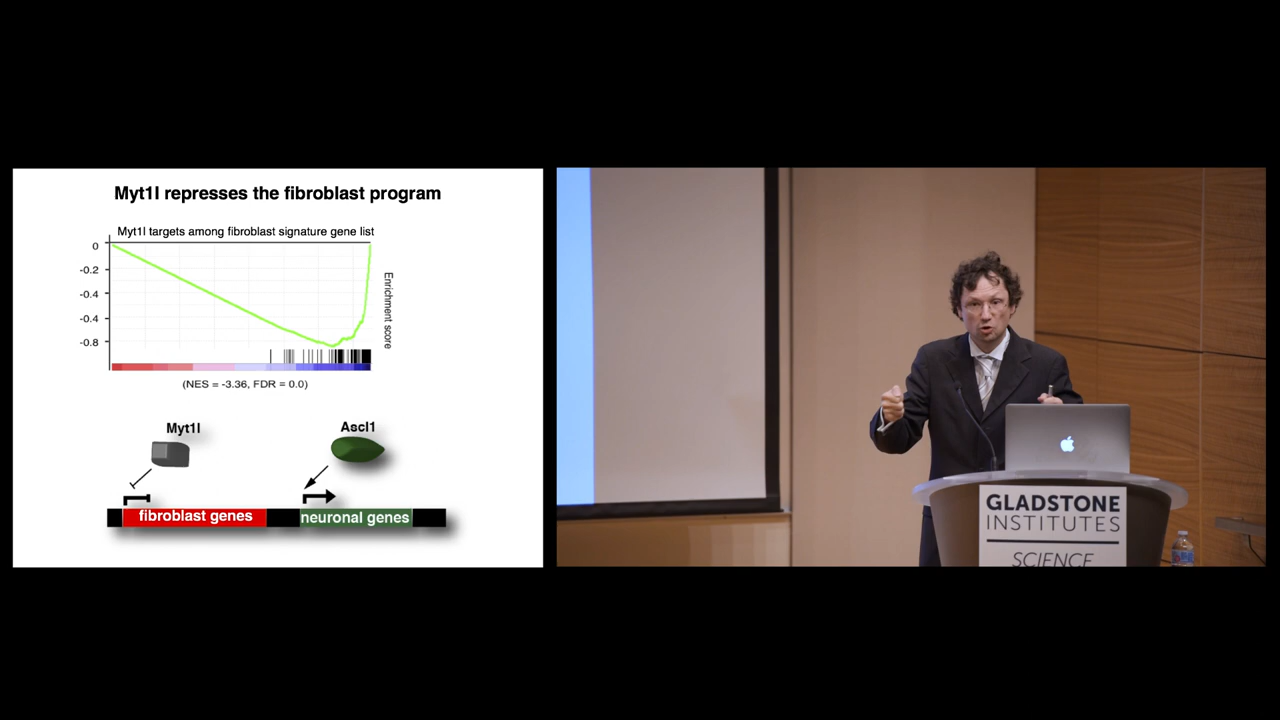 Myt1l represses the fibroblast program
Myt1l targets among fibroblast signature gene list
0
-0.2
-0.4
-0.6
-0.8
Enrichment score
(NES = -3.36, FDR = 0.0)
Myt1l
Ascl1
fibroblast genes
neuronal genes
GLADSTONE
INSTITUTES
SCIENCE